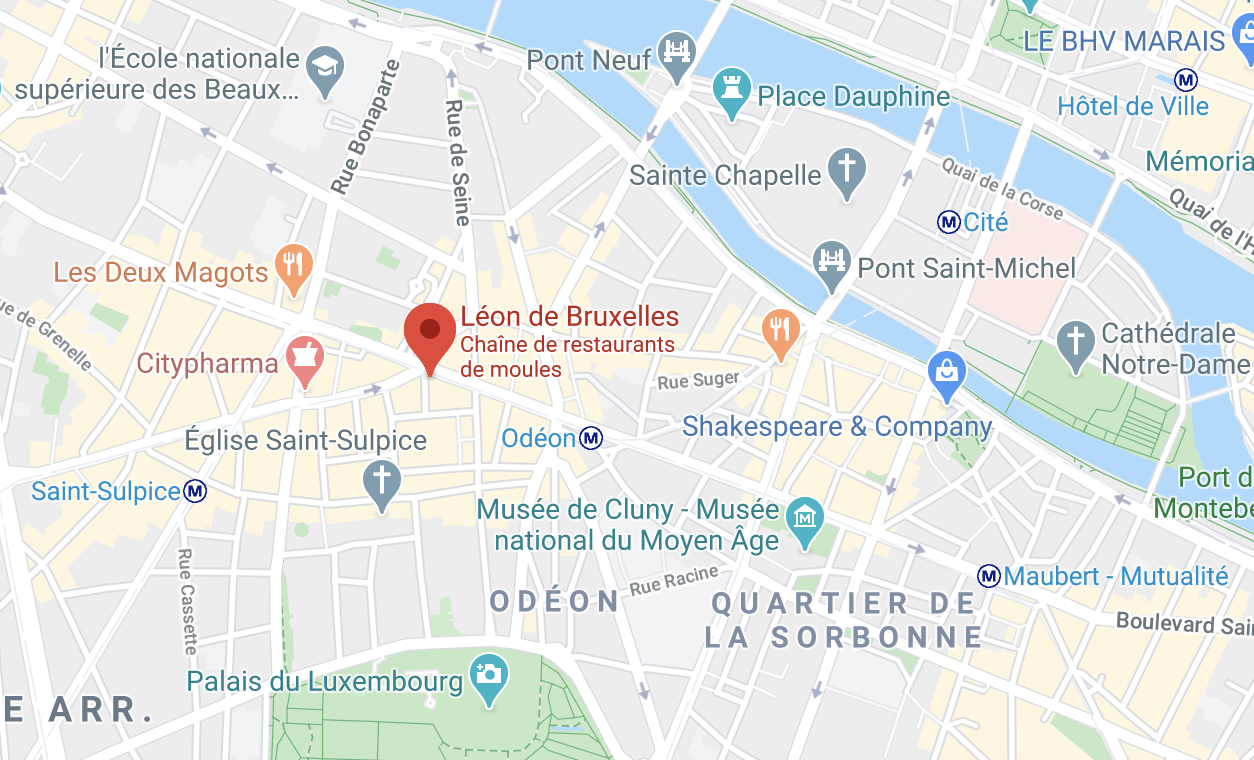 l'École nationale
supérieure des Beaux...
Pont Neuf
LE BHV MARAIS
Place Dauphine
Hôtel de Ville
Rue Bonaparte
Rue de Seine
Sainte Chapelle
Mémoria
Quai de la Corse
Quai de l'H
Cité
Les Deux Magots
Pont Saint-Michel
ue de Grenelle
Léon de Bruxelles
Chaîne de restaurants
de moules
Cathédrale
Notre-Dame
Citypharma
Rue Suger
Shakespeare & Company
Église Saint-Sulpice
Odéon
Saint-Sulpice
Port d
Montebe
Musée de Cluny - Musée
national du Moyen Âge
Rue Cassette
Rue Racine
Maubert - Mutualité
ODÉON
QUARTIER DE
LA SORBONNE
Boulevard Sain
Palais du Luxembourg
E ARR.